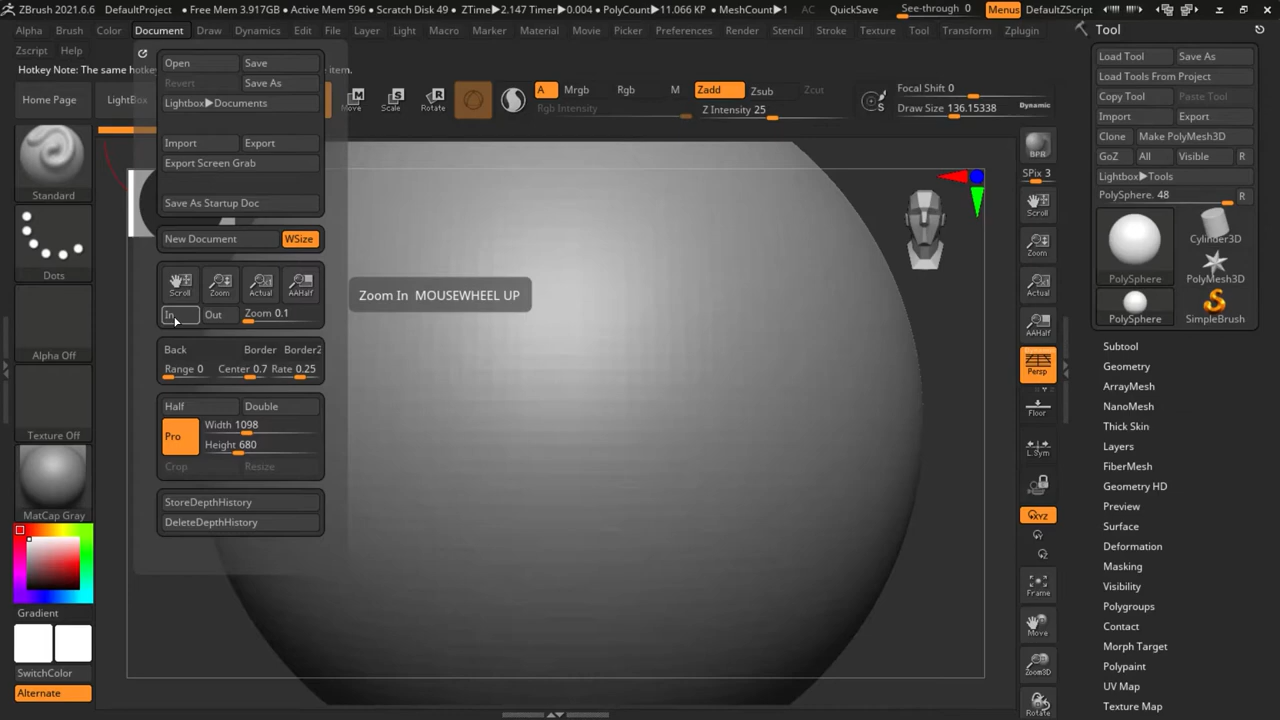 ZBrush 2021.6.6 DefaultProject • Free Mem 3.917GB • Active Mem 596 • Scratch Disk 49 • ZTime▶2.147 Timer▶0.004 • PolyCount▶11.066 KP • MeshCount▶1 AC QuickSave See-through 0 Menus DefaultZScript
Alpha Brush Color Document Draw Dynamics Edit File Layer Light Macro Marker Material Movie Picker Preferences Render Stencil Stroke Texture Tool Transform Zplugin
Zscript Help
Hotkey Note: The same hotke item.
Home Page LightBox Move Scale Rotate A Mrgb Rgb M Zadd Zsub Zcut Focal Shift 0
Rgb Intensity Z Intensity 25 Draw Size 136.15338 Dynamic
Open Save
Revert Save As
Lightbox▶Documents
Import Export
Export Screen Grab
Save As Startup Doc
New Document WSize
Scroll Zoom Actual AAHalf
In Out Zoom 0.1
Zoom In MOUSEWHEEL UP
Back Border Border2
Range 0 Center 0.7 Rate 0.25
Half Double
Pro Width 1098
Height 680
Crop Resize
StoreDepthHistory
DeleteDepthHistory
Standard
Dots
Alpha Off
Texture Off
MatCap Gray
Gradient
SwitchColor
Alternate
BPR
SPix 3
Scroll
Zoom
Actual
AAHalf
Persp
Floor
L.Sym
XYZ
Y
Z
Frame
Move
Zoom3D
Rotate
Tool
Load Tool Save As
Load Tools From Project
Copy Tool Paste Tool
Import Export
Clone Make PolyMesh3D
GoZ All Visible R
Lightbox▶Tools
PolySphere. 48 R
PolySphere Cylinder3D
PolyMesh3D
PolySphere SimpleBrush
Subtool
Geometry
ArrayMesh
NanoMesh
Thick Skin
Layers
FiberMesh
Geometry HD
Preview
Surface
Deformation
Masking
Visibility
Polygroups
Contact
Morph Target
Polypaint
UV Map
Texture Map